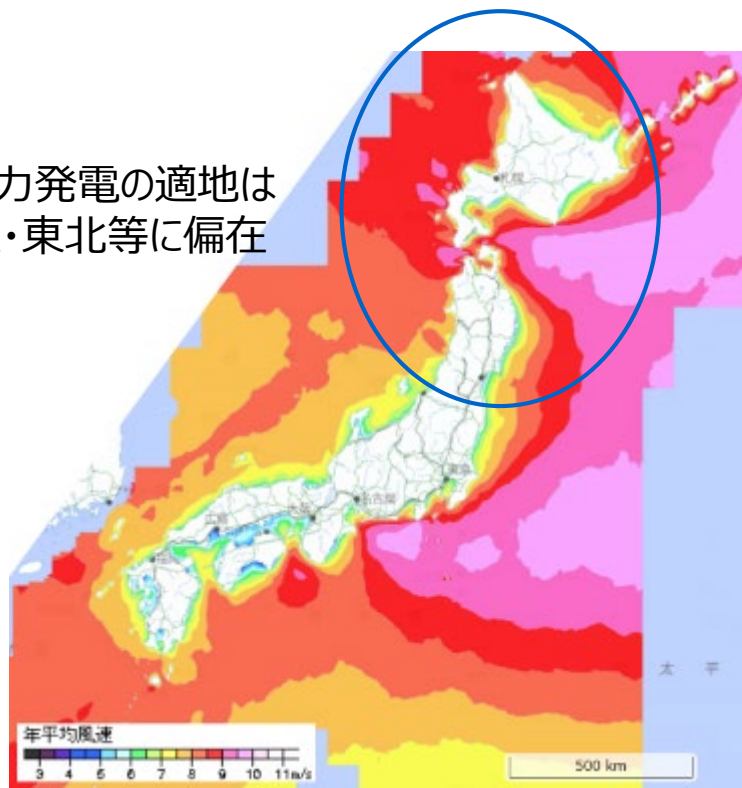 力発電の適地は
・東北等に偏在
札幌
東京
名古屋
大阪
広島
太 平
年平均風速
3 4 5 6 7 8 9 10 11m/s
500 km